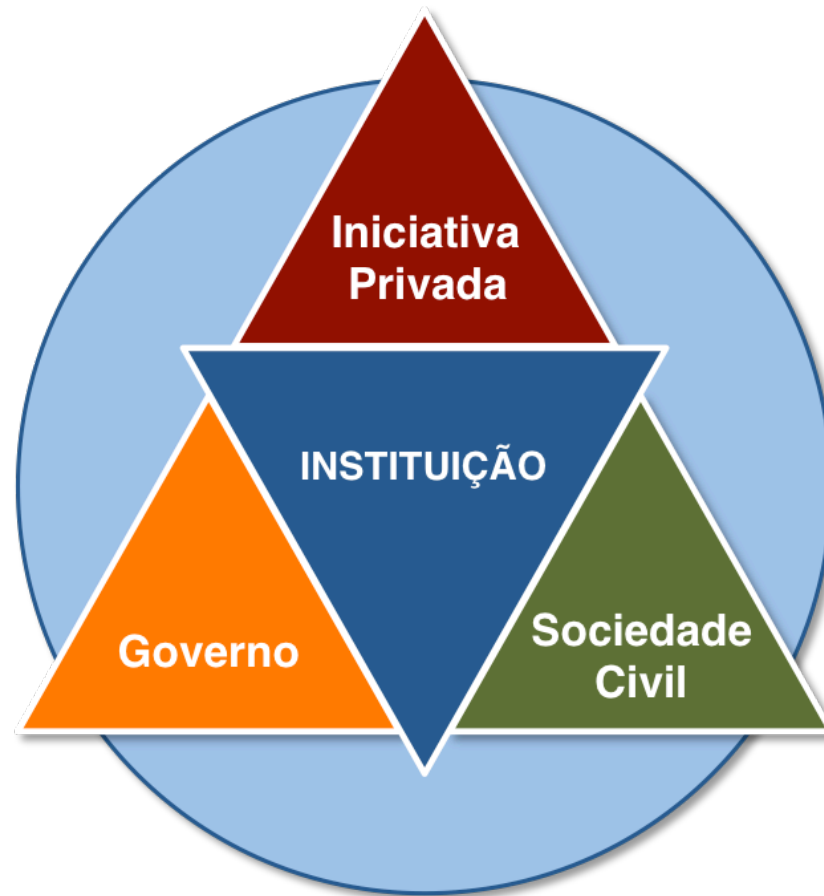 Iniciativa
Privada
INSTITUIÇÃO
Governo
Sociedade
Civil